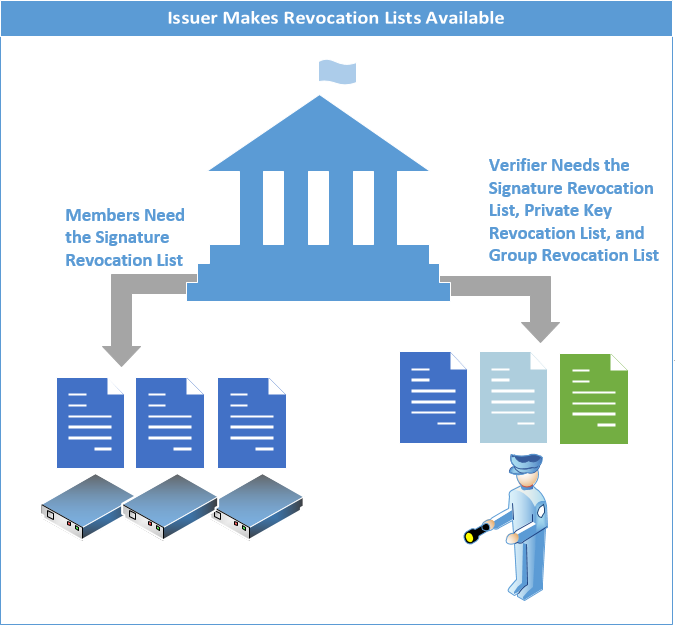 Issuer Makes Revocation Lists Available
Members Need
the Signature
Revocation List
Verifier Needs the
Signature Revocation
List, Private Key
Revocation List, and
Group Revocation List